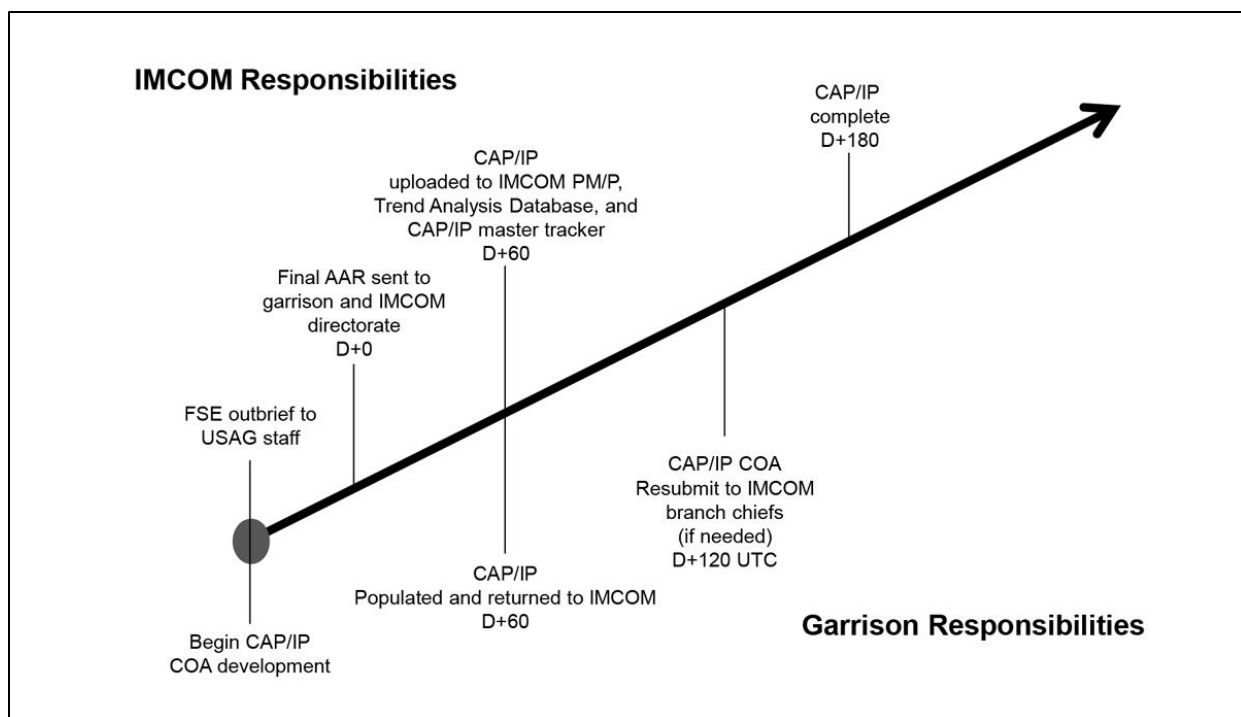 IMCOM Responsibilities
CAP/IP
complete
D+180
CAP/IP
uploaded to IMCOM PM/P,
Trend Analysis Database, and
CAP/IP master tracker
D+60
Final AAR sent to
garrison and IMCOM
directorate
D+0
FSE outbrief to
USAG staff
CAP/IP COA
Resubmit to IMCOM
branch chiefs
(if needed)
D+120 UTC
CAP/IP
Populated and returned to IMCOM
D+60
Begin CAP/IP
COA development
Garrison Responsibilities